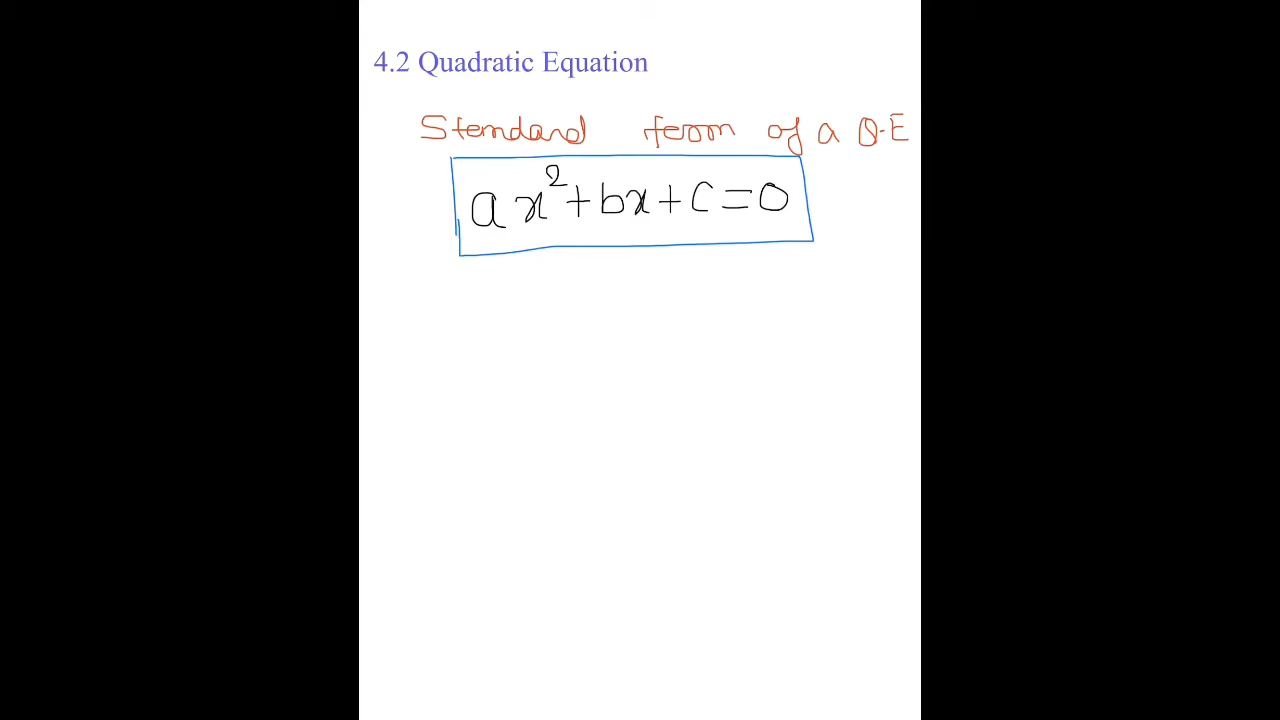 4.2 Quadratic Equation
Standard form of a Q.E
ax²+bx+c=0